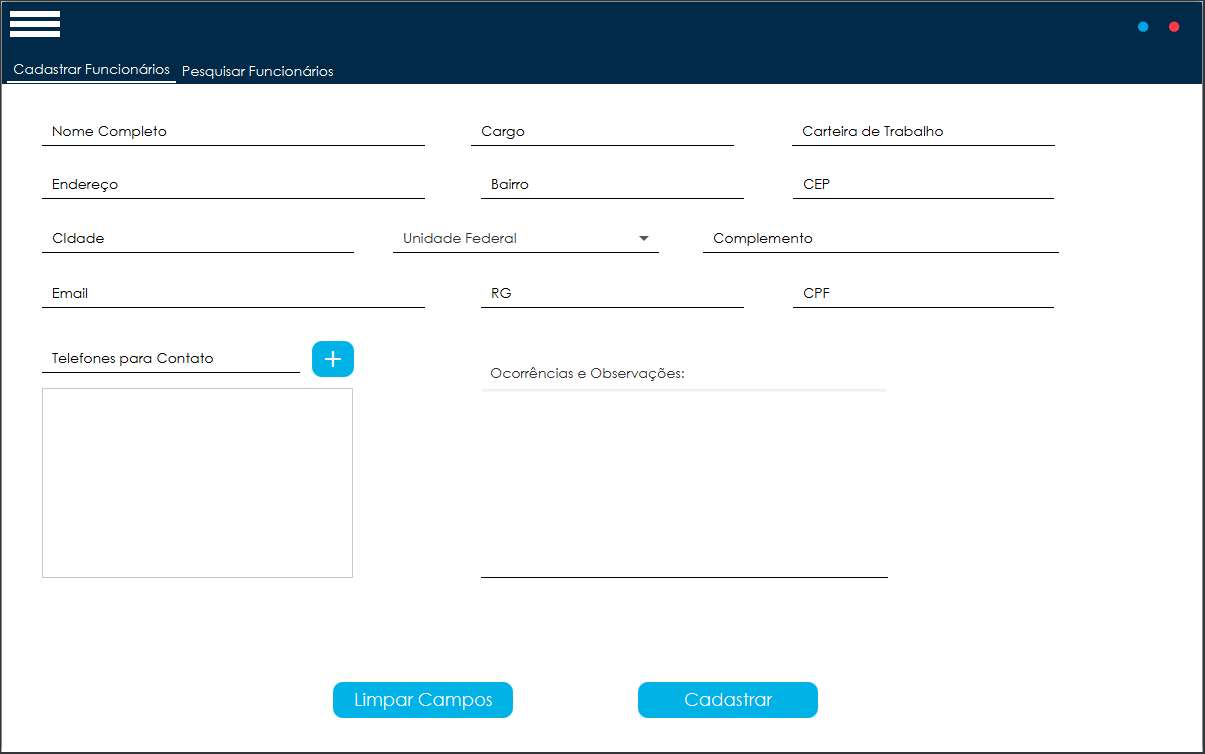 Cadastrar Funcionários Pesquisar Funcionários
Nome Completo Cargo Carteira de Trabalho
Endereço Bairro CEP
CIdade Unidade Federal Complemento
Email RG CPF
Telefones para Contato +
Ocorrências e Observações:
Limpar Campos Cadastrar